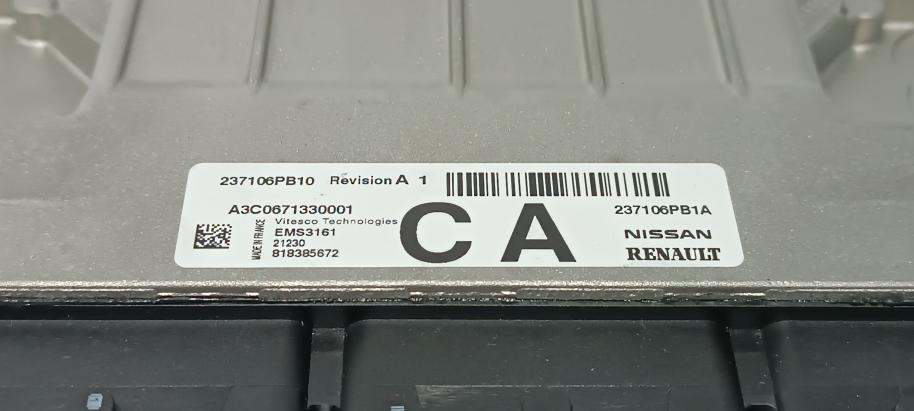 237106PB10 Revision A 1
A3C0671330001
Vitesco Technologies
MADE IN FRANCE
EMS3161
21230
818385672
CA
237106PB1A
NISSAN
RENAULT